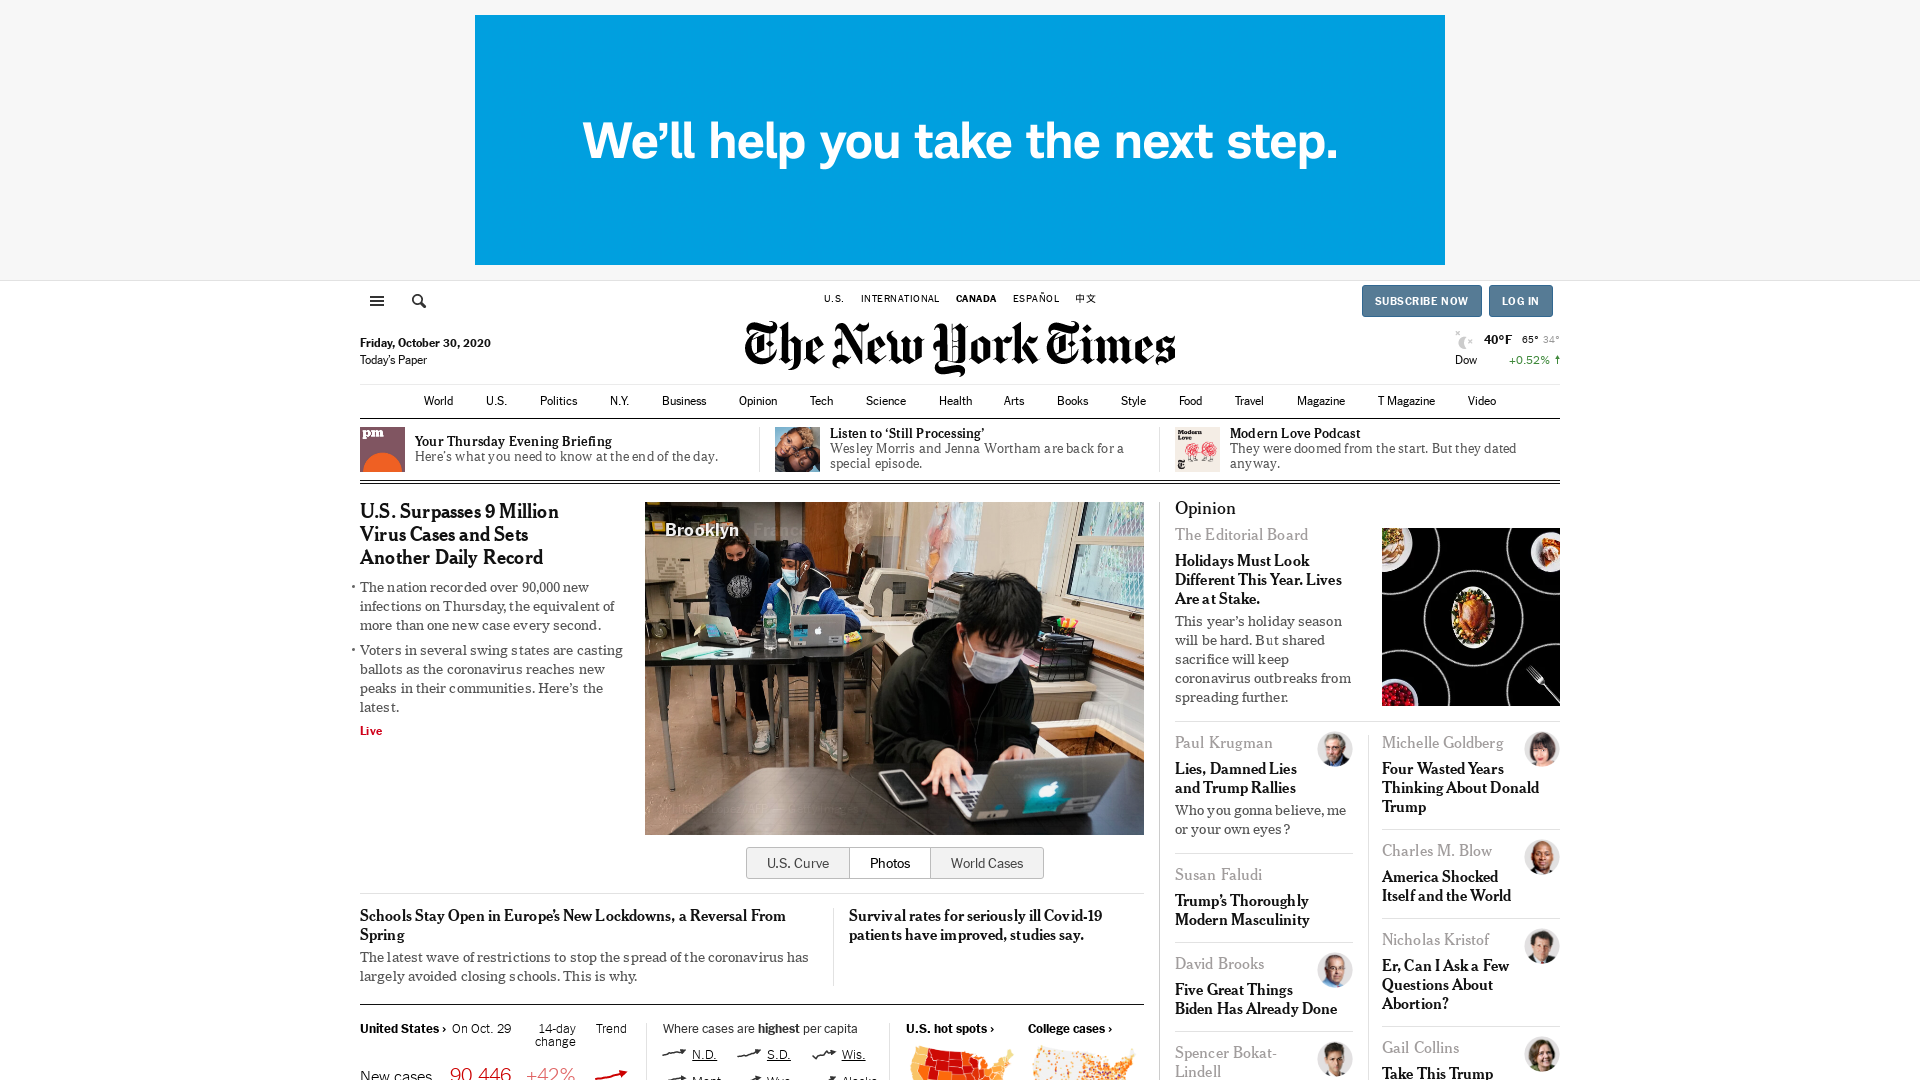 We'll help you take the next step.
U.S. INTERNATIONAL CANADA ESPAÑOL 中文
SUBSCRIBE NOW LOG IN
The New York Times
Friday, October 30, 2020
Today's Paper
40°F 65° 34°
Dow +0.52% ↑
World U.S. Politics N.Y. Business Opinion Tech Science Health Arts Books Style Food Travel Magazine T Magazine Video
pm
Your Thursday Evening Briefing
Here's what you need to know at the end of the day.
Listen to ‘Still Processing’
Wesley Morris and Jenna Wortham are back for a
special episode.
Modern
Love
Modern Love Podcast
They were doomed from the start. But they dated
anyway.
U.S. Surpasses 9 Million
Virus Cases and Sets
Another Daily Record
• The nation recorded over 90,000 new
infections on Thursday, the equivalent of
more than one new case every second.
• Voters in several swing states are casting
ballots as the coronavirus reaches new
peaks in their communities. Here's the
latest.
Live
Brooklyn France
U.S. Curve Photos World Cases
Schools Stay Open in Europe's New Lockdowns, a Reversal From
Spring
The latest wave of restrictions to stop the spread of the coronavirus has
largely avoided closing schools. This is why.
Survival rates for seriously ill Covid-19
patients have improved, studies say.
United States › On Oct. 29 14-day
change Trend
New cases 90,446 +42%
Where cases are highest per capita
N.D. S.D. Wis.
Mont. Wyo. Alaska
U.S. hot spots › College cases ›
Opinion
The Editorial Board
Holidays Must Look
Different This Year. Lives
Are at Stake.
This year's holiday season
will be hard. But shared
sacrifice will keep
coronavirus outbreaks from
spreading further.
Paul Krugman
Lies, Damned Lies
and Trump Rallies
Who you gonna believe, me
or your own eyes?
Susan Faludi
Trump's Thoroughly
Modern Masculinity
David Brooks
Five Great Things
Biden Has Already Done
Spencer Bokat-
Lindell
Michelle Goldberg
Four Wasted Years
Thinking About Donald
Trump
Charles M. Blow
America Shocked
Itself and the World
Nicholas Kristof
Er, Can I Ask a Few
Questions About
Abortion?
Gail Collins
Take This Trump